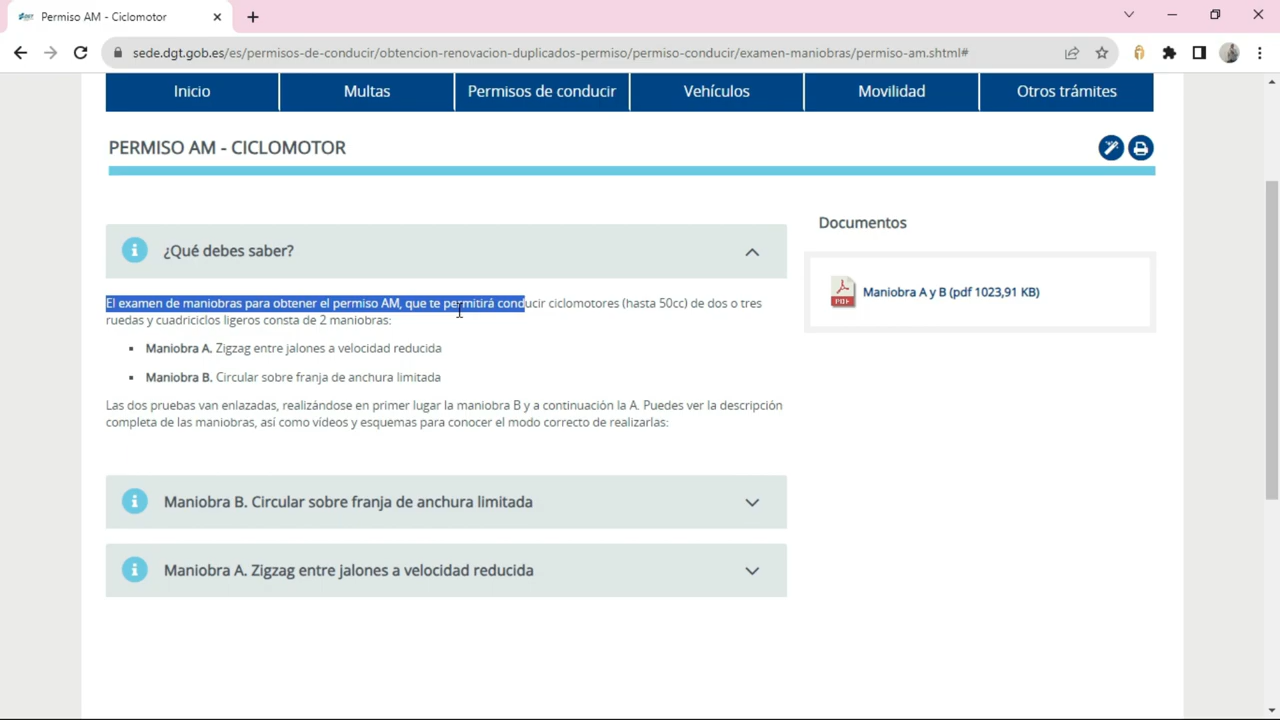 Permiso AM - Ciclomotor
sede.dgt.gob.es/es/permisos-de-conducir/obtencion-renovacion-duplicados-permiso/permiso-conducir/examen-maniobras/permiso-am.shtml#
Inicio
Multas
Permisos de conducir
Vehículos
Movilidad
Otros trámites
PERMISO AM - CICLOMOTOR
¿Qué debes saber?
El examen de maniobras para obtener el permiso AM, que te permitirá conducir ciclomotores (hasta 50cc) de dos o tres
ruedas y cuadriciclos ligeros consta de 2 maniobras:
Maniobra A. Zigzag entre jalones a velocidad reducida
Maniobra B. Circular sobre franja de anchura limitada
Las dos pruebas van enlazadas, realizándose en primer lugar la maniobra B y a continuación la A. Puedes ver la descripción
completa de las maniobras, así como vídeos y esquemas para conocer el modo correcto de realizarlas:
Maniobra B. Circular sobre franja de anchura limitada
Maniobra A. Zigzag entre jalones a velocidad reducida
Documentos
PDF
Maniobra A y B (pdf 1023,91 KB)